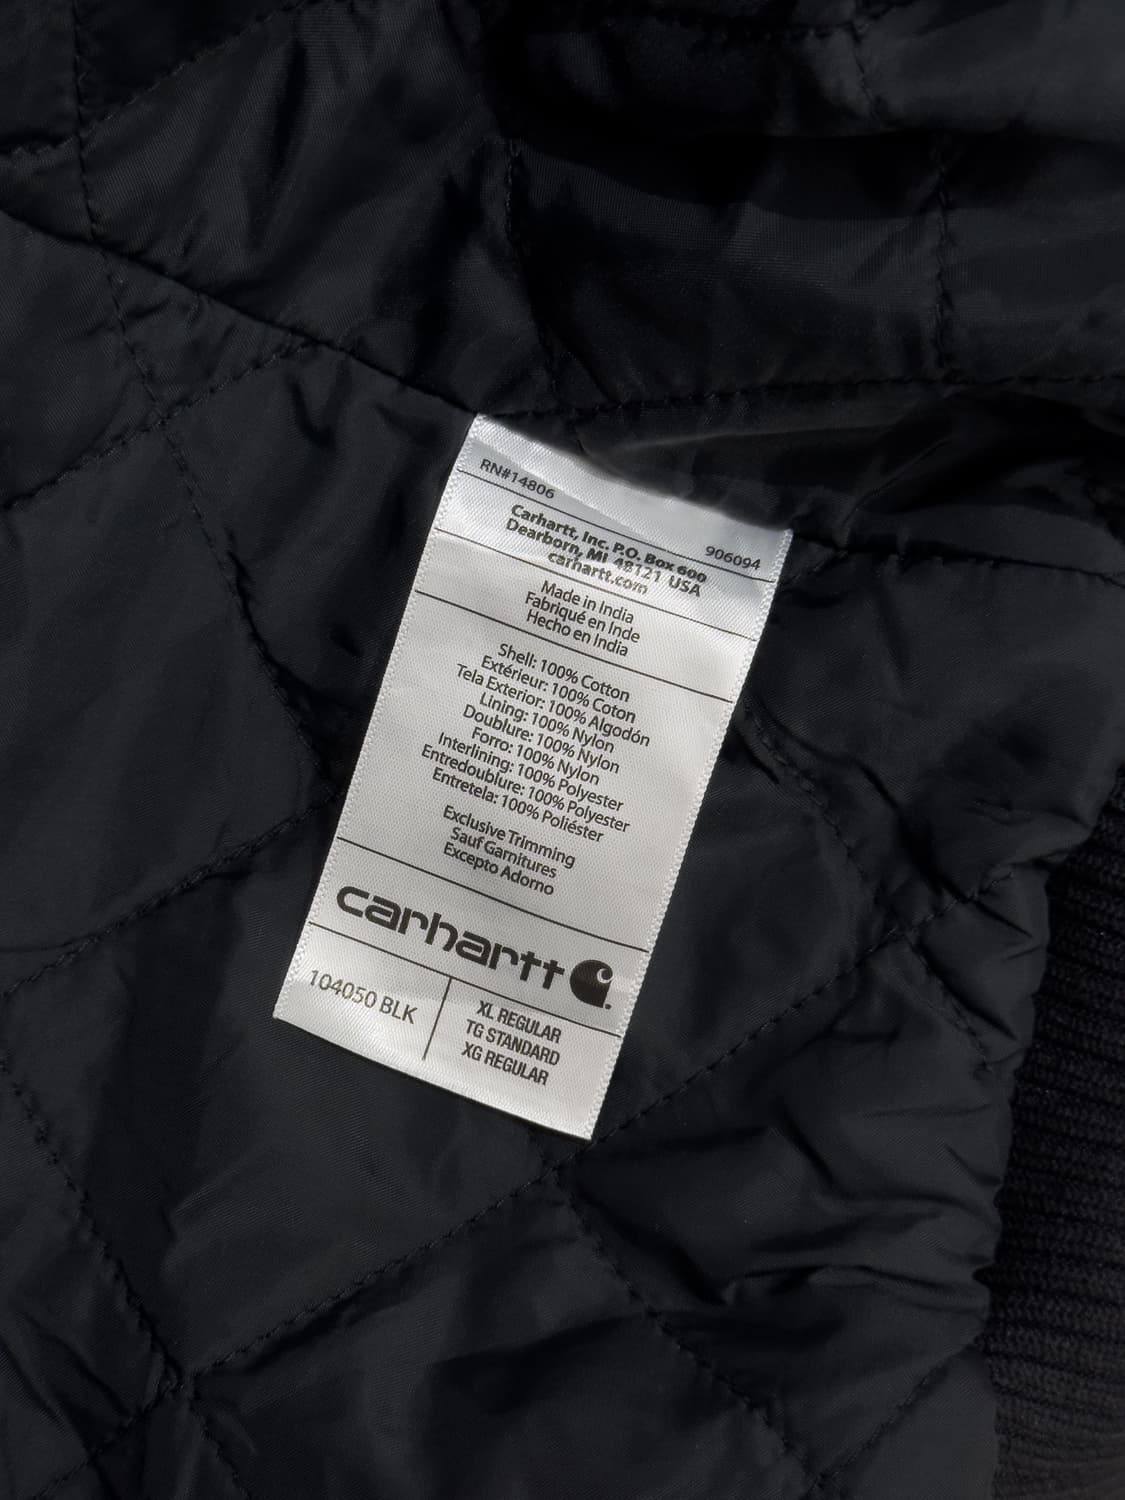 RN#14806
906094
Carhartt, Inc. P.O. Box 600
Dearborn, MI 48121 USA
carhartt.com
Made in India
Fabriqué en Inde
Hecho en India
Shell: 100% Cotton
Extérieur: 100% Coton
Tela Exterior: 100% Algodón
Lining: 100% Nylon
Doublure: 100% Nylon
Forro: 100% Nylon
Interlining: 100% Polyester
Entredoublure: 100% Polyester
Entretela: 100% Poliéster
Exclusive Trimming
Sauf Garnitures
Excepto Adorno
carhartt
104050 BLK
XL REGULAR
TG STANDARD
XG REGULAR